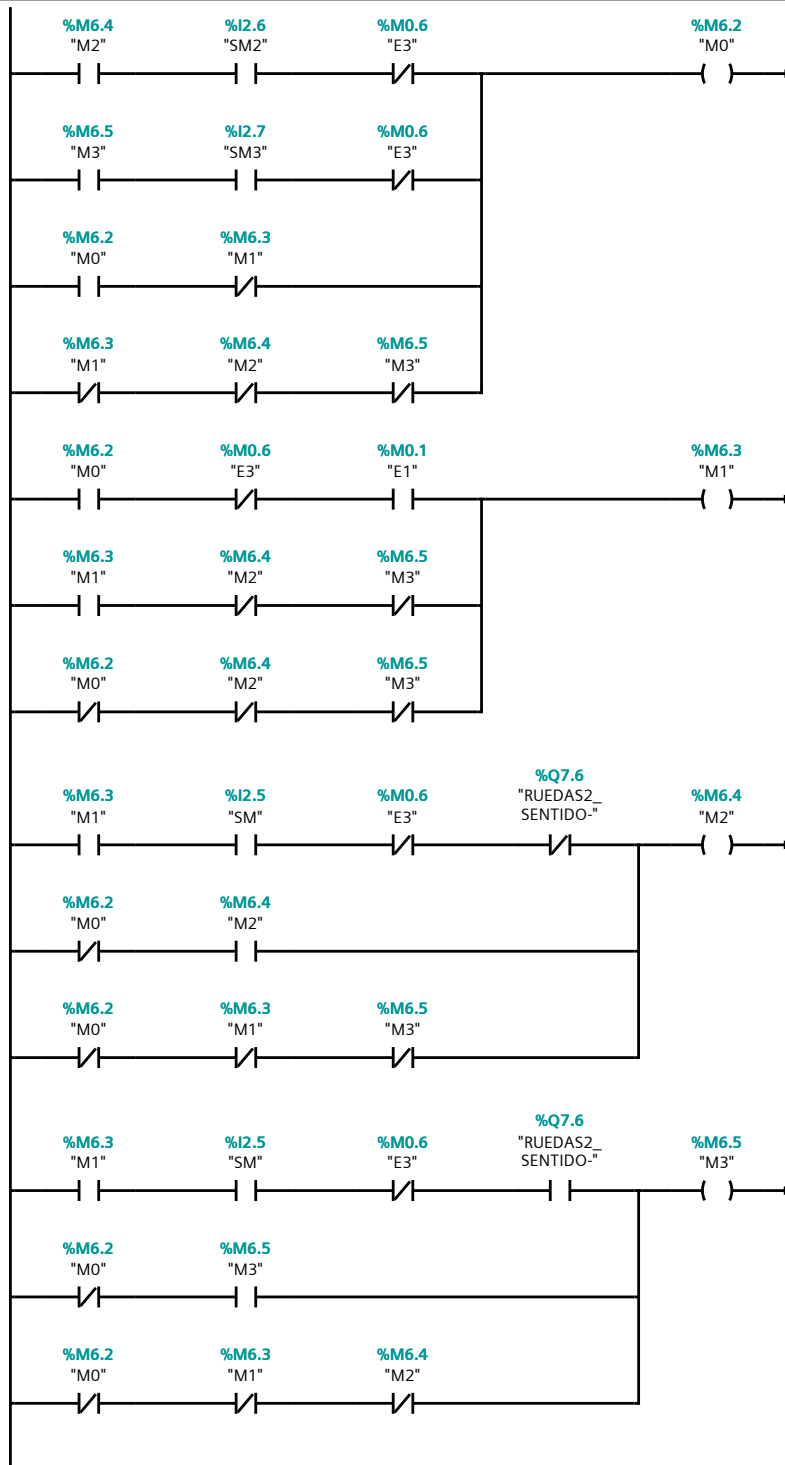 %M6.4 %I2.6 %M0.6 %M6.2
"M2" "SM2" "E3" "M0"
%M6.5 %I2.7 %M0.6
"M3" "SM3" "E3"
%M6.2 %M6.3
"M0" "M1"
%M6.3 %M6.4 %M6.5
"M1" "M2" "M3"
%M6.2 %M0.6 %M0.1 %M6.3
"M0" "E3" "E1" "M1"
%M6.3 %M6.4 %M6.5
"M1" "M2" "M3"
%M6.2 %M6.4 %M6.5
"M0" "M2" "M3"
%Q7.6
%M6.3 %I2.5 %M0.6 "RUEDAS2_ %M6.4
"M1" "SM" "E3" SENTIDO-" "M2"
%M6.2 %M6.4
"M0" "M2"
%M6.2 %M6.3 %M6.5
"M0" "M1" "M3"
%Q7.6
%M6.3 %I2.5 %M0.6 "RUEDAS2_ %M6.5
"M1" "SM" "E3" SENTIDO-" "M3"
%M6.2 %M6.5
"M0" "M3"
%M6.2 %M6.3 %M6.4
"M0" "M1" "M2"